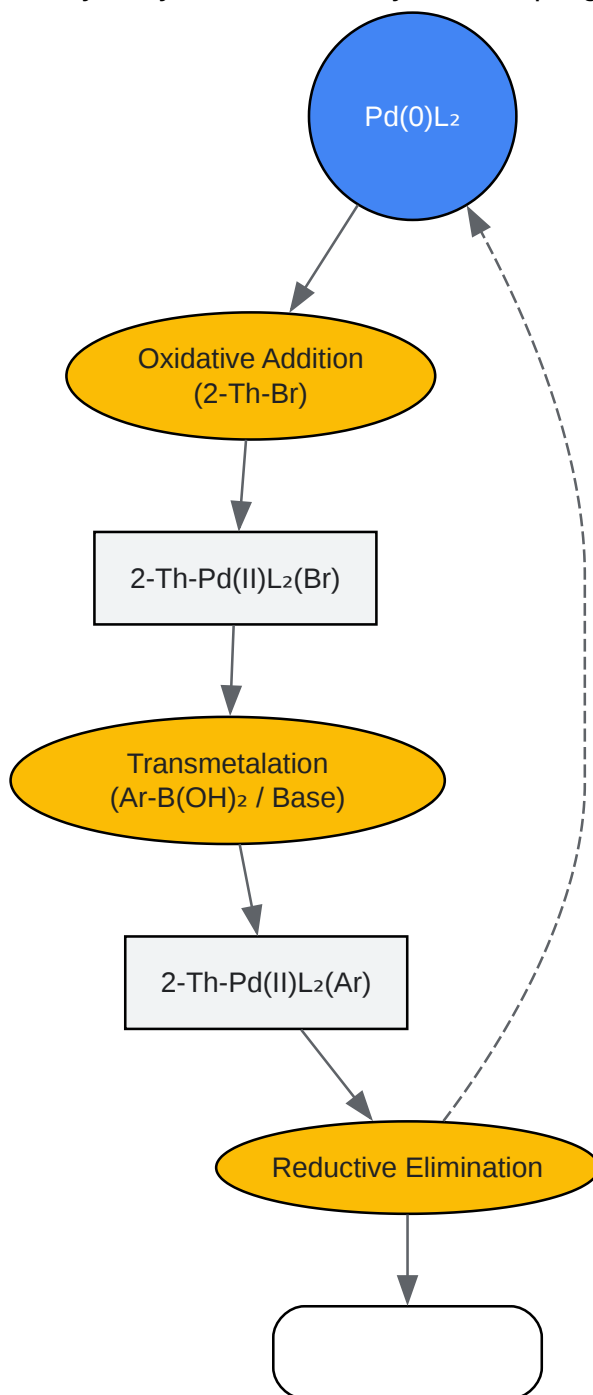 Pd(0)L₂
Oxidative Addition
(2-Th-Br)
2-Th-Pd(II)L₂(Br)
Transmetalation
(Ar-B(OH)₂ / Base)
2-Th-Pd(II)L₂(Ar)
Reductive Elimination